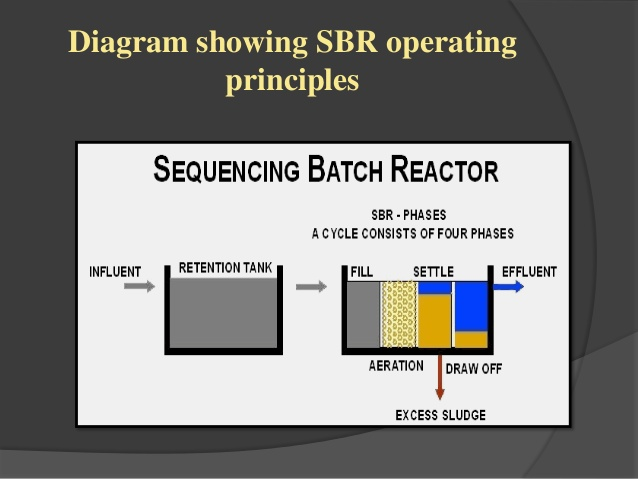 Diagram showing SBR operating
principles
SEQUENCING BATCH REACTOR
SBR - PHASES
A CYCLE CONSISTS OF FOUR PHASES
INFLUENT
RETENTION TANK
FILL
SETTLE
EFFLUENT
AERATION
DRAW OFF
EXCESS SLUDGE